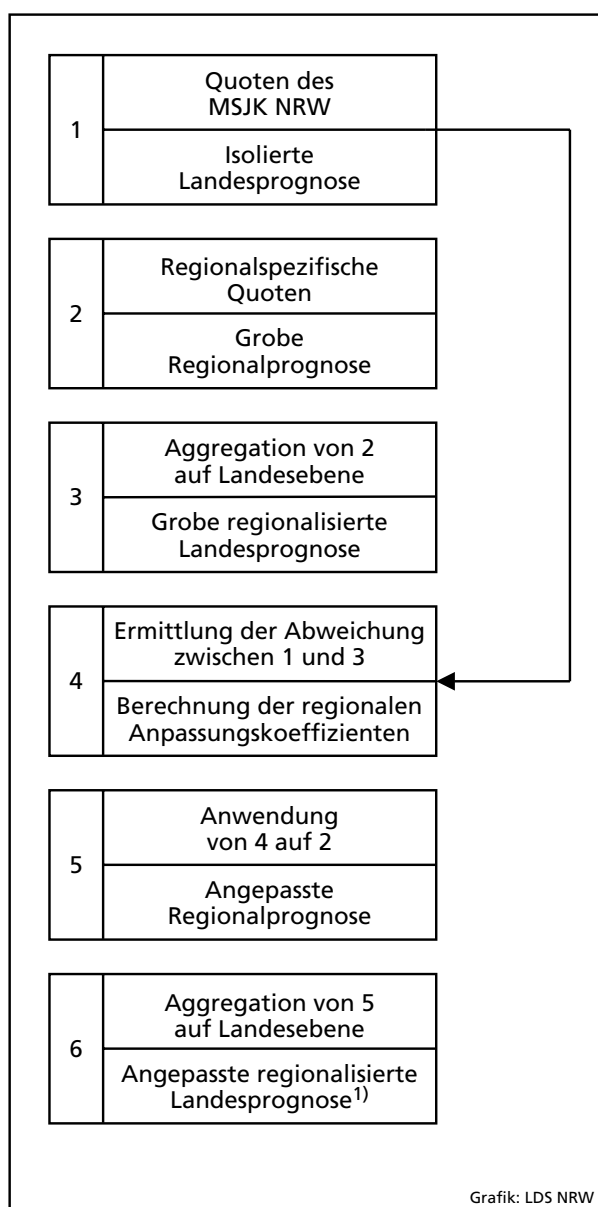 1
Quoten des
MSJK NRW
Isolierte
Landesprognose
2
Regionalspezifische
Quoten
Grobe
Regionalprognose
3
Aggregation von 2
auf Landesebene
Grobe regionalisierte
Landesprognose
4
Ermittlung der Abweichung
zwischen 1 und 3
Berechnung der regionalen
Anpassungskoeffizienten
5
Anwendung
von 4 auf 2
Angepasste
Regionalprognose
6
Aggregation von 5
auf Landesebene
Angepasste regionalisierte
Landesprognose1)
Grafik: LDS NRW